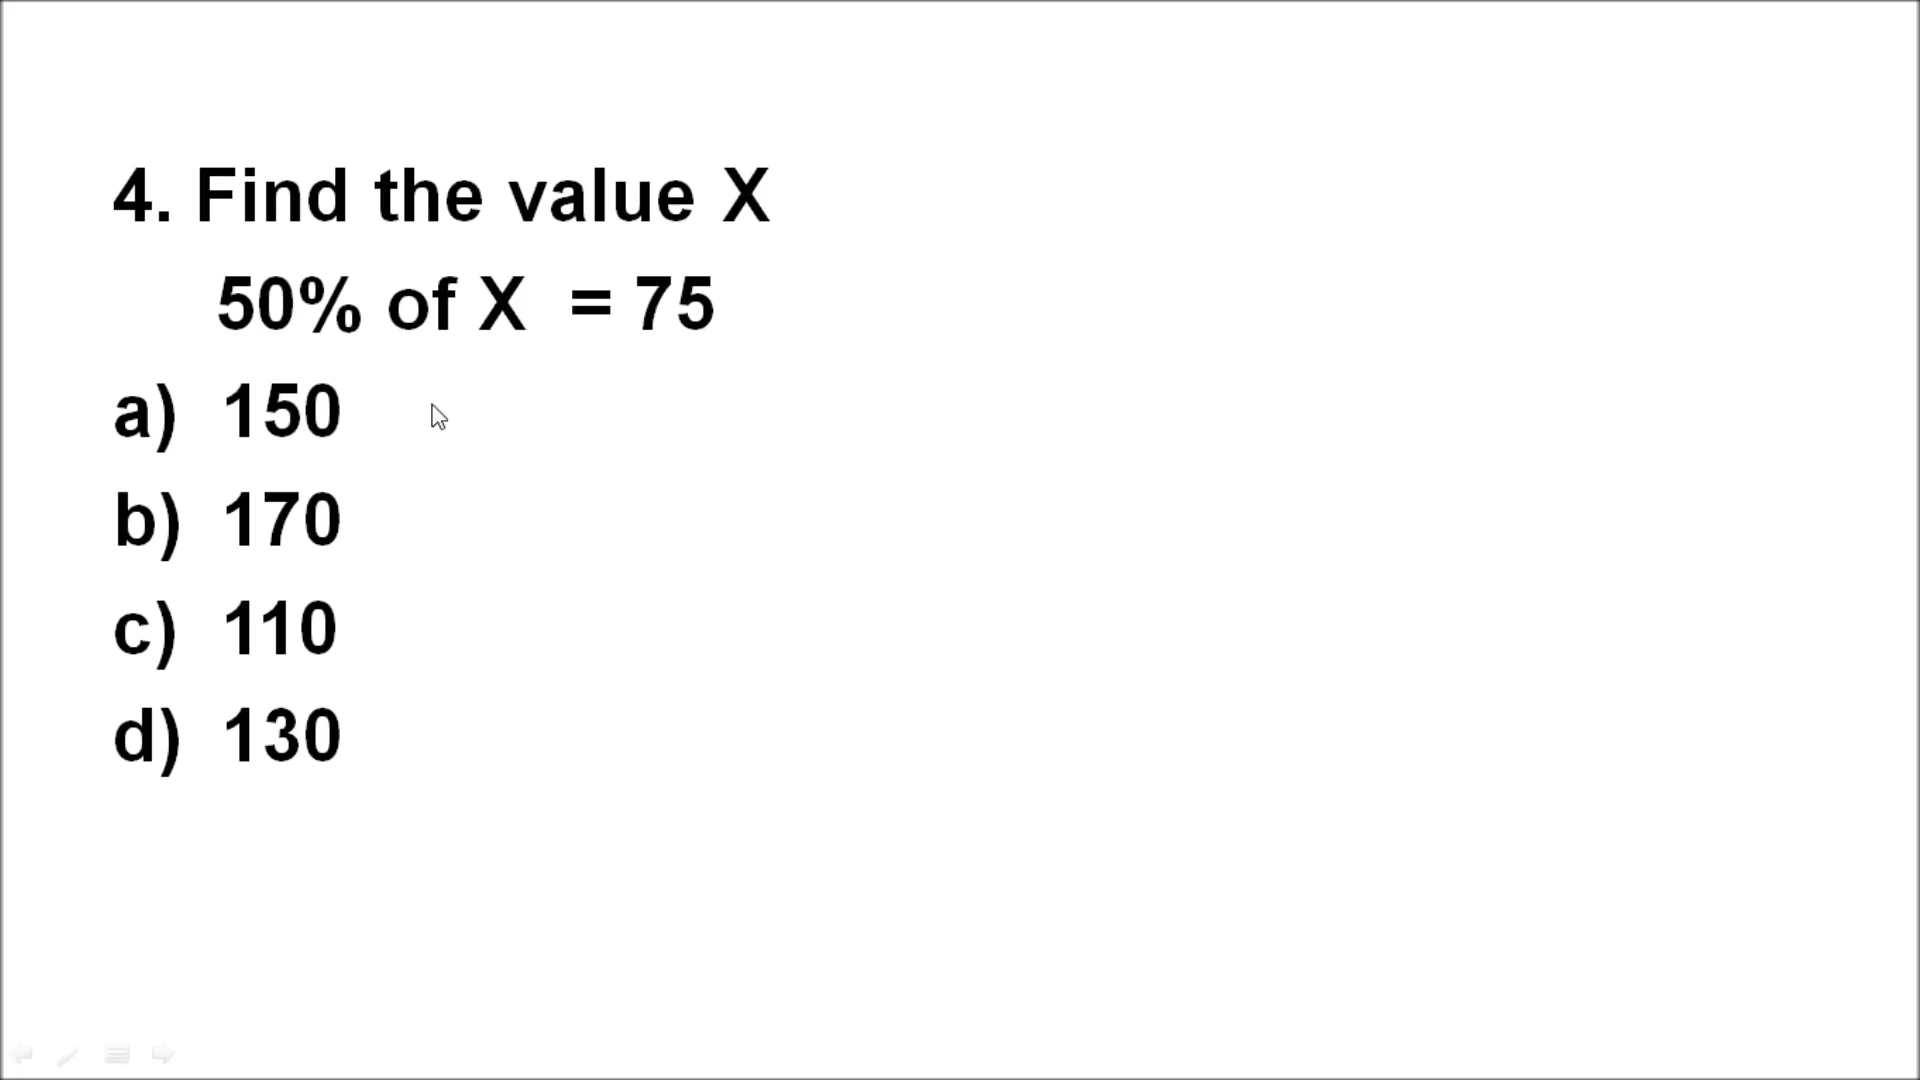 4. Find the value X
50% of X = 75
a) 150
b) 170
c) 110
d) 130